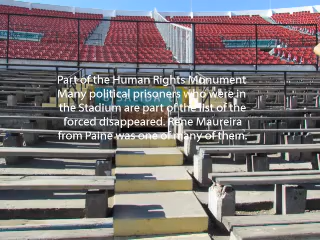 Part of the Human Rights Monument
Many political prisoners who were in
the Stadium are part of the list of the
forced disappeared. Rene Maureira
from Paine was one of many of them.